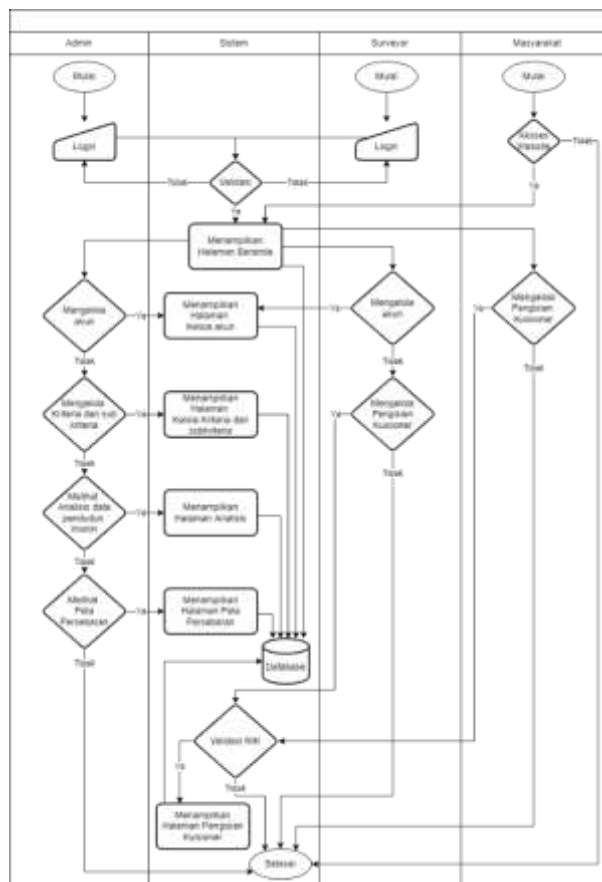 Admin
Sistem
Surveyor
Masyarakat
Mulai
Mulai
Mulai
Login
Login
Akses
Website
Tidak
Validasi
Tidak
Tidak
Ya
Ya
Menampilkan
Halaman Beranda
Mengelola
akun
Ya
Menampilkan
Halaman
Kelola akun
Ya
Mengelola
akun
Ya
Mengelola
Pengisian
Kuisioner
Tidak
Tidak
Tidak
Mengelola
Kriteria dan sub
kriteria
Ya
Menampilkan
Halaman
Kelola Kriteria dan
subkriteria
Ya
Mengelola
Pengisian
Kuisioner
Tidak
Tidak
Melihat
Analisis data
penduduk
miskin
Ya
Menampilkan
Halaman Analisis
Tidak
Melihat
Peta
Persebaran
Ya
Menampilkan
Halaman Peta
Persebaran
Tidak
Database
Validasi NIK
Ya
Tidak
Menampilkan
Halaman Pengisian
Kuisioner
Selesai